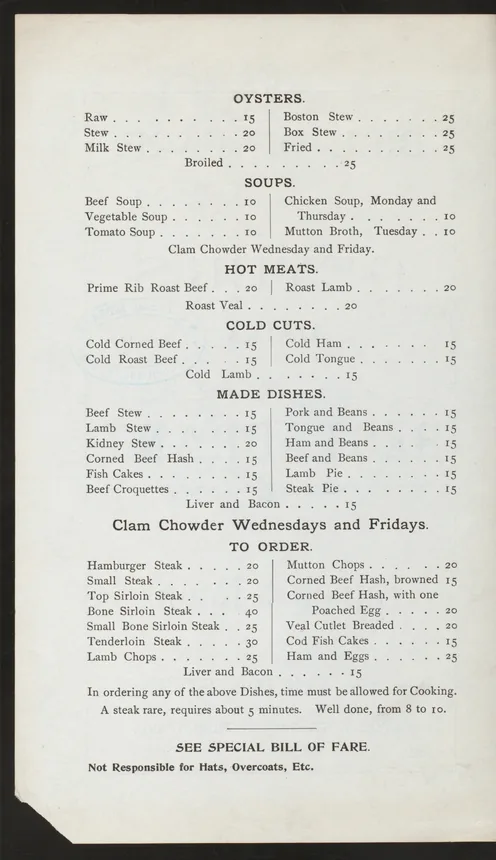 OYSTERS.
Raw . . . . . . . . . . 15
Stew . . . . . . . . . . 20
Milk Stew . . . . . . . . 20
Boston Stew . . . . . . . 25
Box Stew . . . . . . . . 25
Fried . . . . . . . . . . 25
Broiled . . . . . . . . . 25
SOUPS.
Beef Soup . . . . . . . . 10
Vegetable Soup . . . . . . 10
Tomato Soup . . . . . . . 10
Chicken Soup, Monday and
Thursday . . . . . . . 10
Mutton Broth, Tuesday . . 10
Clam Chowder Wednesday and Friday.
HOT MEATS.
Prime Rib Roast Beef . . . 20
Roast Lamb . . . . . . . 20
Roast Veal . . . . . . . . 20
COLD CUTS.
Cold Corned Beef . . . . . 15
Cold Roast Beef . . . . . 15
Cold Ham . . . . . . . 15
Cold Tongue . . . . . . . 15
Cold Lamb . . . . . . . 15
MADE DISHES.
Beef Stew . . . . . . . . 15
Lamb Stew . . . . . . . 15
Kidney Stew . . . . . . . 20
Corned Beef Hash . . . . 15
Fish Cakes . . . . . . . . 15
Beef Croquettes . . . . . . 15
Pork and Beans . . . . . . 15
Tongue and Beans . . . . 15
Ham and Beans . . . . 15
Beef and Beans . . . . . . 15
Lamb Pie . . . . . . . . 15
Steak Pie . . . . . . . . 15
Liver and Bacon . . . . . 15
Clam Chowder Wednesdays and Fridays.
TO ORDER.
Hamburger Steak . . . . . 20
Small Steak . . . . . . . 20
Top Sirloin Steak . . . . 25
Bone Sirloin Steak . . . 40
Small Bone Sirloin Steak . . 25
Tenderloin Steak . . . . . 30
Lamb Chops . . . . . . . 25
Mutton Chops . . . . . . 20
Corned Beef Hash, browned 15
Corned Beef Hash, with one
Poached Egg . . . . . 20
Veal Cutlet Breaded . . . . 20
Cod Fish Cakes . . . . . . 15
Ham and Eggs . . . . . . 25
Liver and Bacon . . . . . . 15
In ordering any of the above Dishes, time must be allowed for Cooking.
A steak rare, requires about 5 minutes. Well done, from 8 to 10.
SEE SPECIAL BILL OF FARE.
Not Responsible for Hats, Overcoats, Etc.